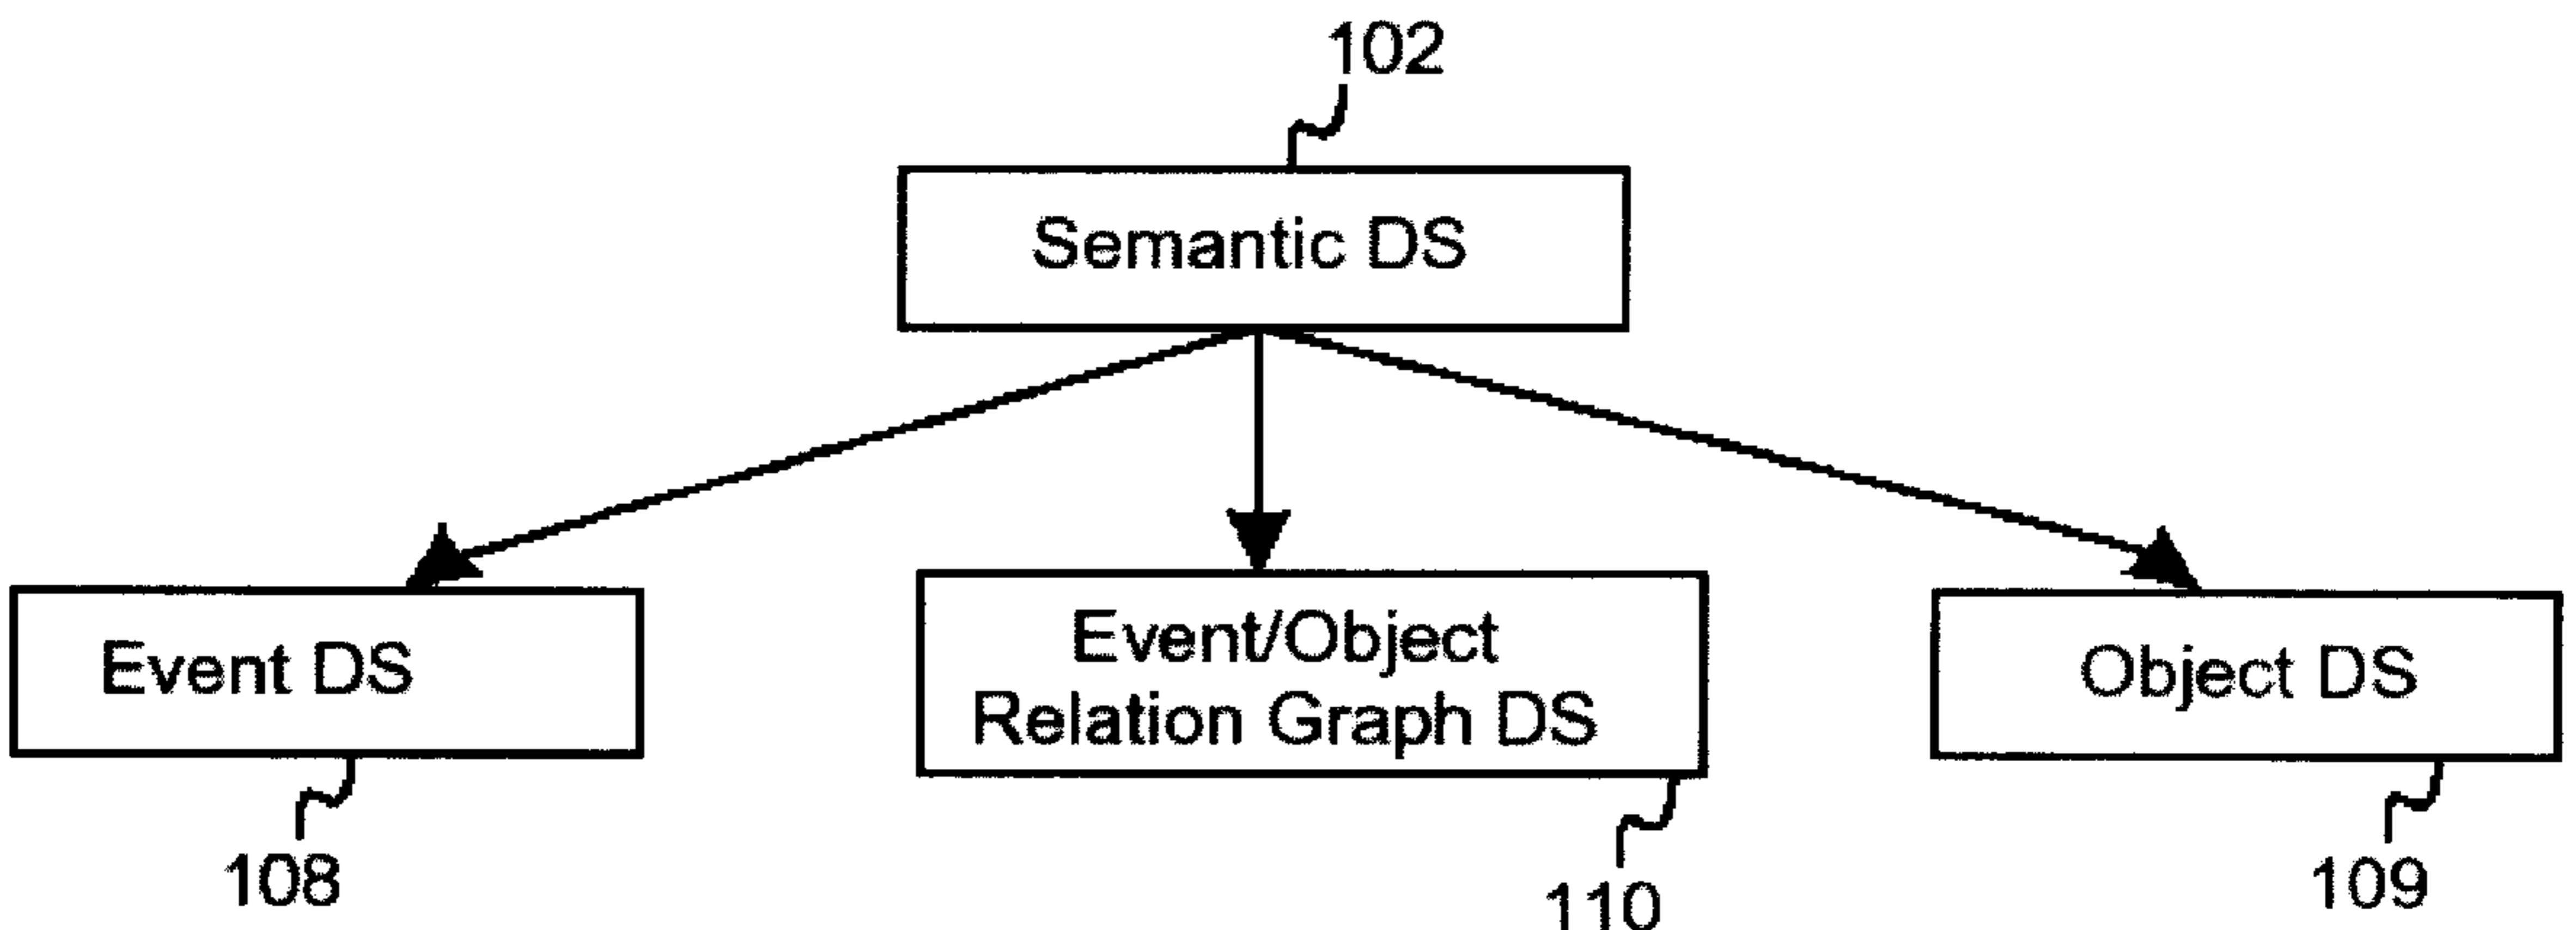 102
Semantic DS
Event DS
Event/Object
Relation Graph DS
Object DS
108
110
109